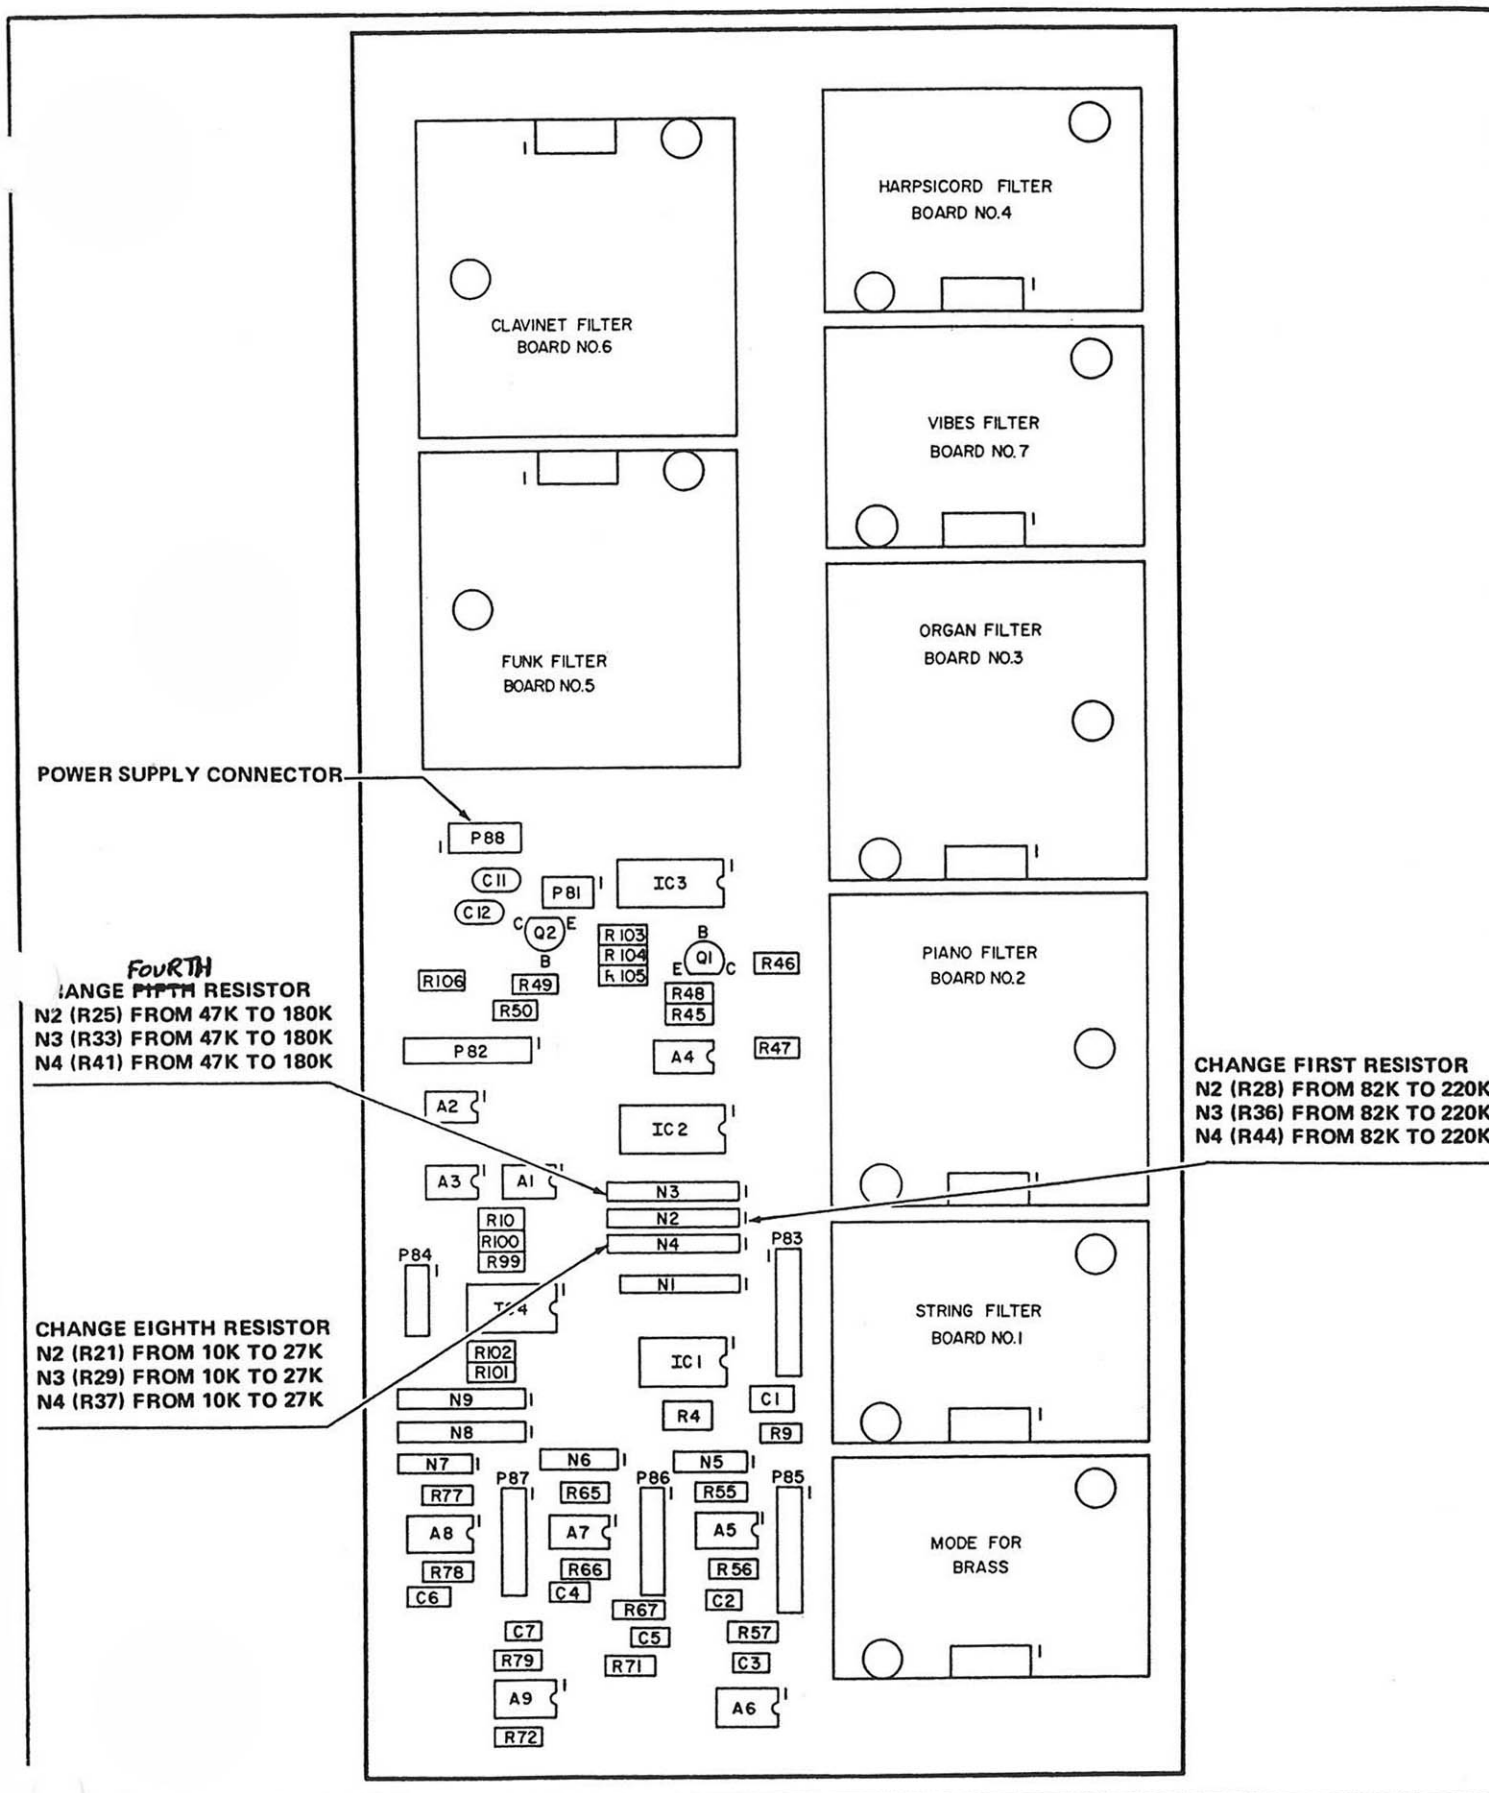 HARPSICORD FILTER
BOARD NO.4
CLAVINET FILTER
BOARD NO.6
VIBES FILTER
BOARD NO.7
ORGAN FILTER
BOARD NO.3
FUNK FILTER
BOARD NO.5
POWER SUPPLY CONNECTOR
P88
C11
P81
IC3
C12
C Q2 E
B
R103
R104
R105
B
E Q1 C
R46
PIANO FILTER
BOARD NO.2
R106
R49
R50
R48
R45
P82
A4
R47
FOURTH
ANGE FIFTH RESISTOR
N2 (R25) FROM 47K TO 180K
N3 (R33) FROM 47K TO 180K
N4 (R41) FROM 47K TO 180K
CHANGE FIRST RESISTOR
N2 (R28) FROM 82K TO 220K
N3 (R36) FROM 82K TO 220K
N4 (R44) FROM 82K TO 220K
A2
IC2
A3
A1
N3
N2
N4
N1
R10
R100
R99
P84
P83
STRING FILTER
BOARD NO.1
CHANGE EIGHTH RESISTOR
N2 (R21) FROM 10K TO 27K
N3 (R29) FROM 10K TO 27K
N4 (R37) FROM 10K TO 27K
R102
R101
IC1
N9
N8
R4
C1
R9
N7
N6
N5
P87
P86
P85
R77
R65
R55
A8
A7
A5
R78
R66
R56
C6
C4
C2
R67
C7
C5
R57
R79
R71
C3
A9
A6
R72
MODE FOR
BRASS